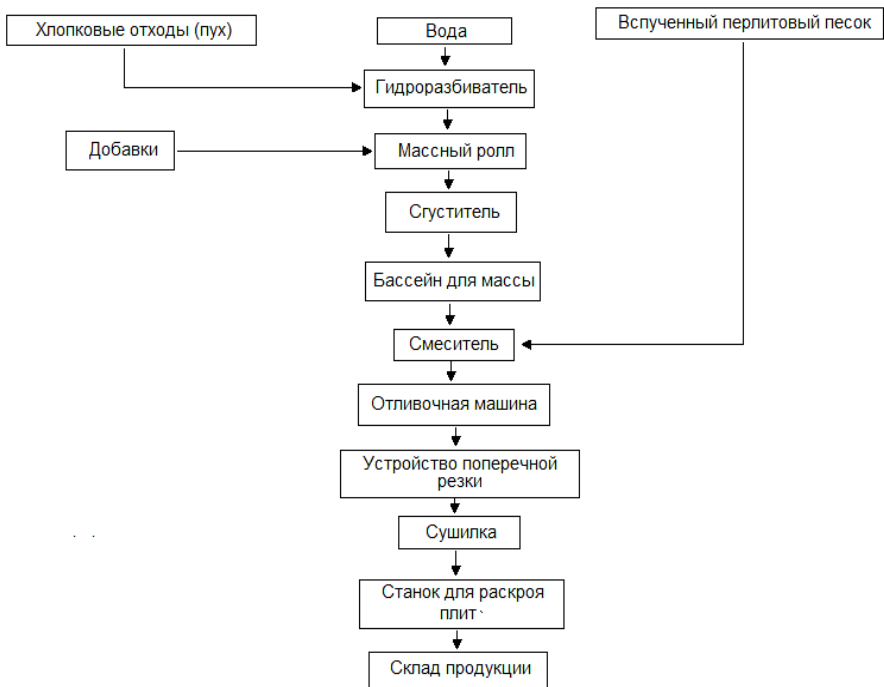 Хлопковые отходы (пух)
Вода
Вспученный перлитовый песок
Гидроразбиватель
Добавки
Массный ролл
Сгуститель
Бассейн для массы
Смеситель
Отливочная машина
Устройство поперечной
резки
Сушилка
Станок для раскроя
плит
Склад продукции